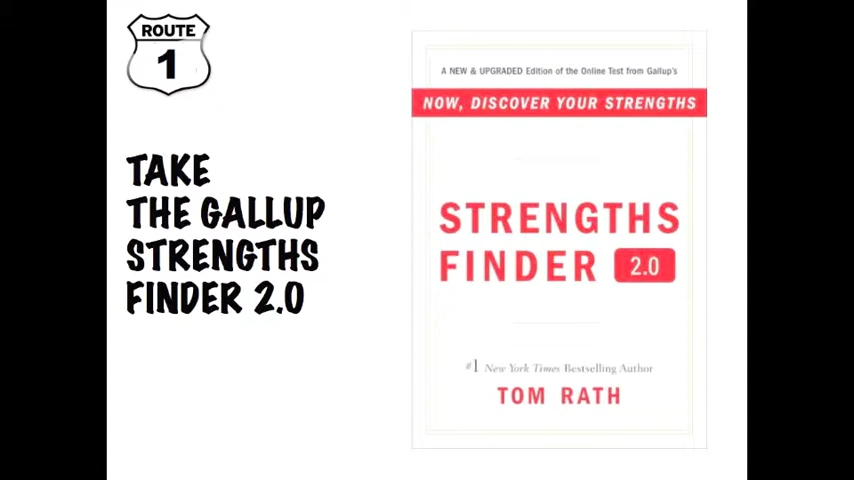 ROUTE
1
TAKE
THE GALLUP
STRENGTHS
FINDER 2.0
A NEW & UPGRADED Edition of the Online Test from Gallup's
NOW, DISCOVER YOUR STRENGTHS
STRENGTHS
FINDER 2.0
#1 New York Times Bestselling Author
TOM RATH